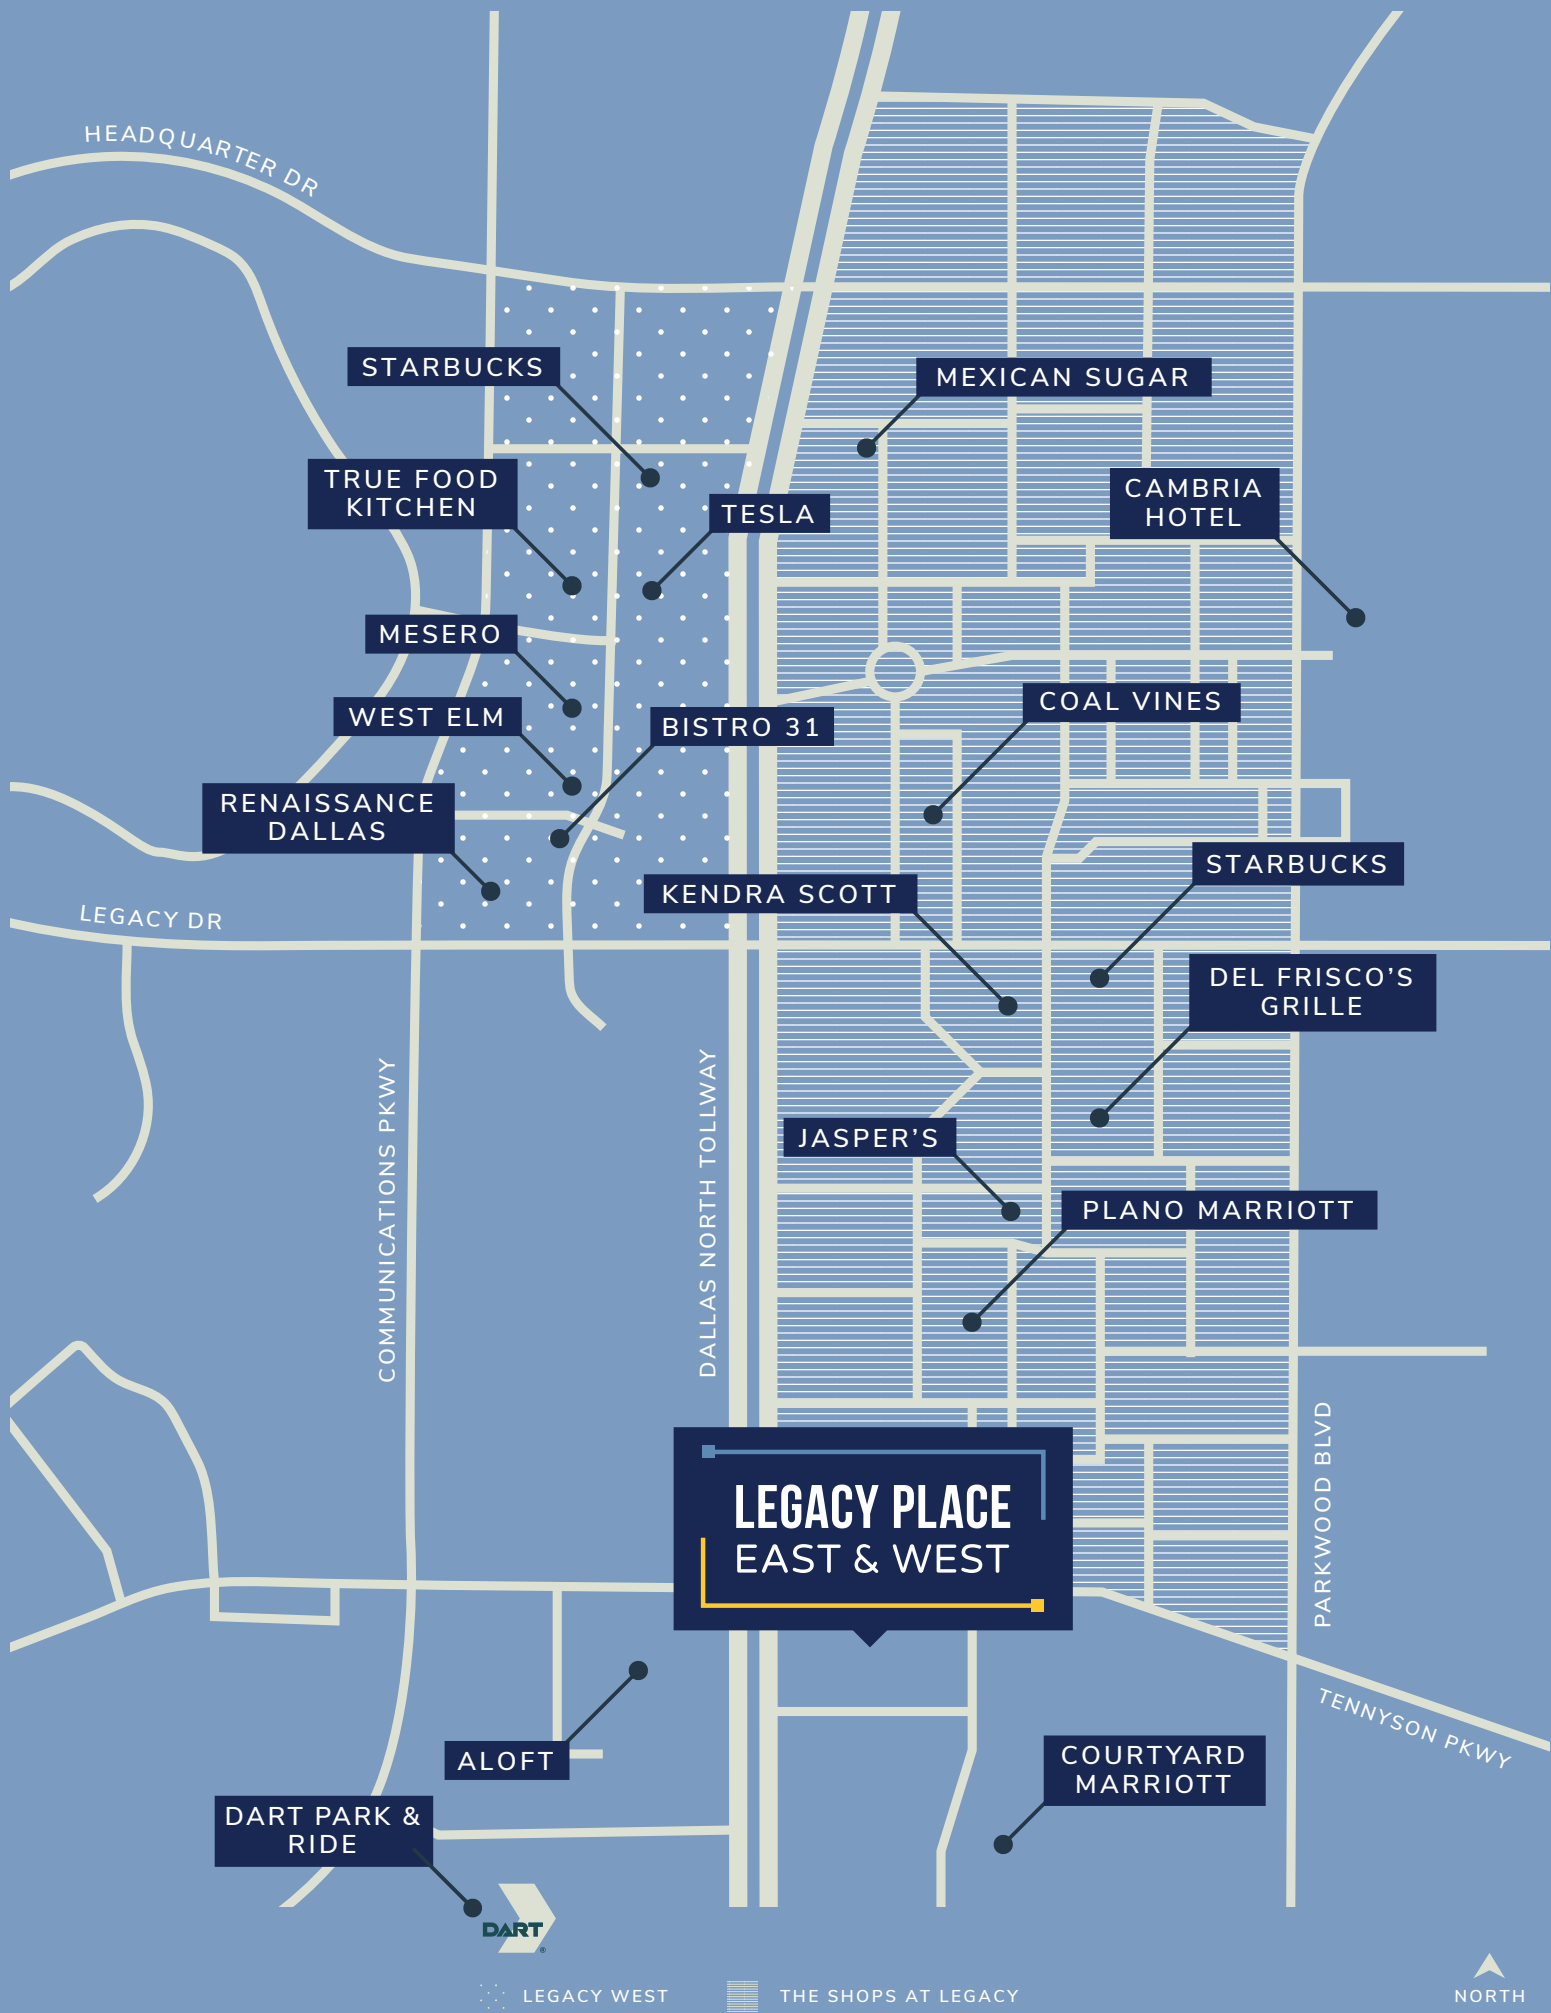 HEADQUARTER DR
STARBUCKS
MEXICAN SUGAR
TRUE FOOD
KITCHEN
TESLA
CAMBRIA
HOTEL
MESERO
WEST ELM
BISTRO 31
COAL VINES
RENAISSANCE
DALLAS
STARBUCKS
KENDRA SCOTT
LEGACY DR
DEL FRISCO’S
GRILLE
COMMUNICATIONS PKWY
DALLAS NORTH TOLLWAY
JASPER’S
PLANO MARRIOTT
PARKWOOD BLVD
LEGACY PLACE
EAST & WEST
TENNYSON PKWY
ALOFT
COURTYARD
MARRIOTT
DART PARK &
RIDE
DART®
LEGACY WEST
THE SHOPS AT LEGACY
NORTH